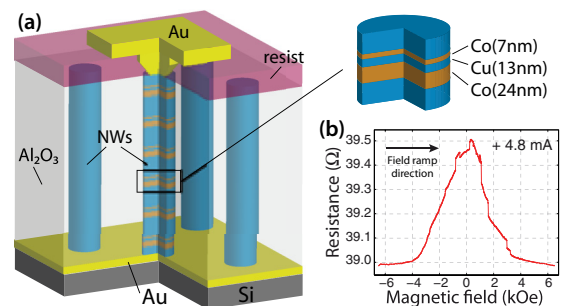 (a)
Au
resist
NWs
Al₂O₃
Au
Si
Co(7nm)
Cu(13nm)
Co(24nm)
(b)
+ 4.8 mA
Field ramp
direction
Resistance (Ω)
39.5
39.4
39.3
39.2
39.1
39.0
−6 −4 −2 0 2 4 6
Magnetic field (kOe)